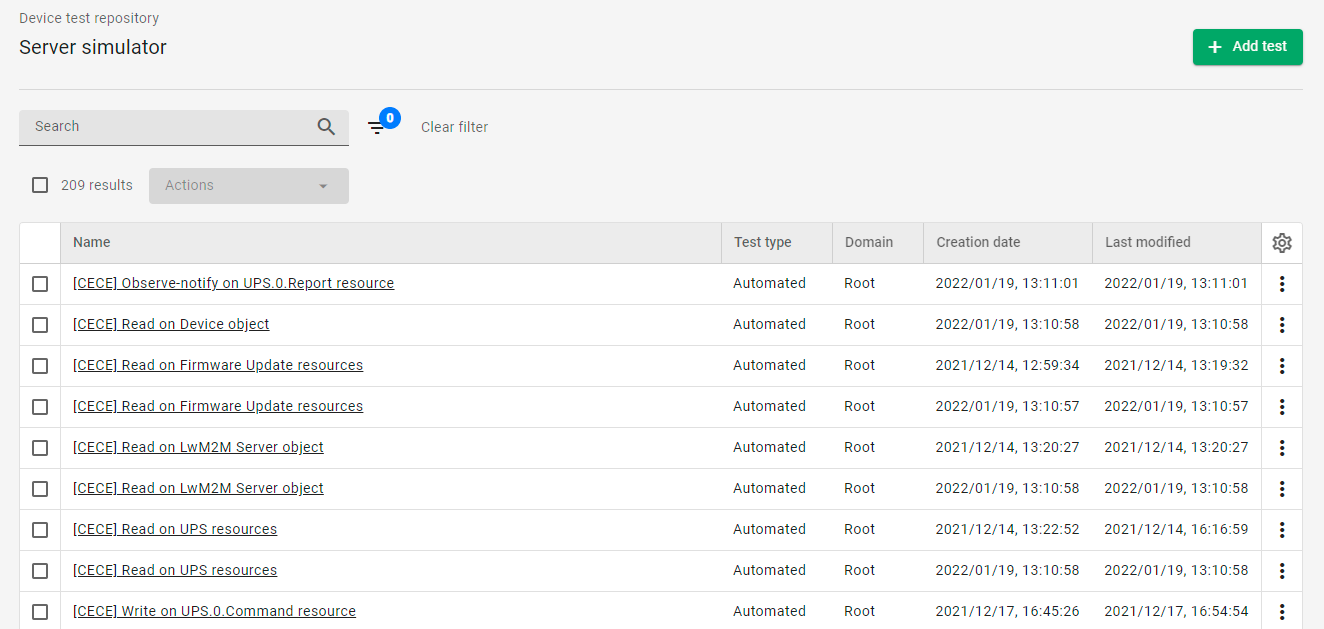 Device test repository
Server simulator
Add test
Search
0
Clear filter
209 results
Actions
Name Test type Domain Creation date Last modified
[CECE] Observe-notify on UPS.0.Report resource Automated Root 2022/01/19, 13:11:01 2022/01/19, 13:11:01
[CECE] Read on Device object Automated Root 2022/01/19, 13:10:58 2022/01/19, 13:10:58
[CECE] Read on Firmware Update resources Automated Root 2021/12/14, 12:59:34 2021/12/14, 13:19:32
[CECE] Read on Firmware Update resources Automated Root 2022/01/19, 13:10:57 2022/01/19, 13:10:57
[CECE] Read on LwM2M Server object Automated Root 2021/12/14, 13:20:27 2021/12/14, 13:20:27
[CECE] Read on LwM2M Server object Automated Root 2022/01/19, 13:10:58 2022/01/19, 13:10:58
[CECE] Read on UPS resources Automated Root 2021/12/14, 13:22:52 2021/12/14, 16:16:59
[CECE] Read on UPS resources Automated Root 2022/01/19, 13:10:58 2022/01/19, 13:10:58
[CECE] Write on UPS.0.Command resource Automated Root 2021/12/17, 16:45:26 2021/12/17, 16:54:54